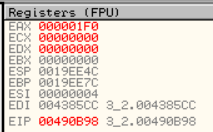 Registers (FPU)
EAX 000001F0
ECX 00000000
EDX 00000000
EBX 00000000
ESP 0019EE4C
EBP 0019EE7C
ESI 00000004
EDI 004385CC 3_2.004385CC
EIP 00490B98 3_2.00490B98